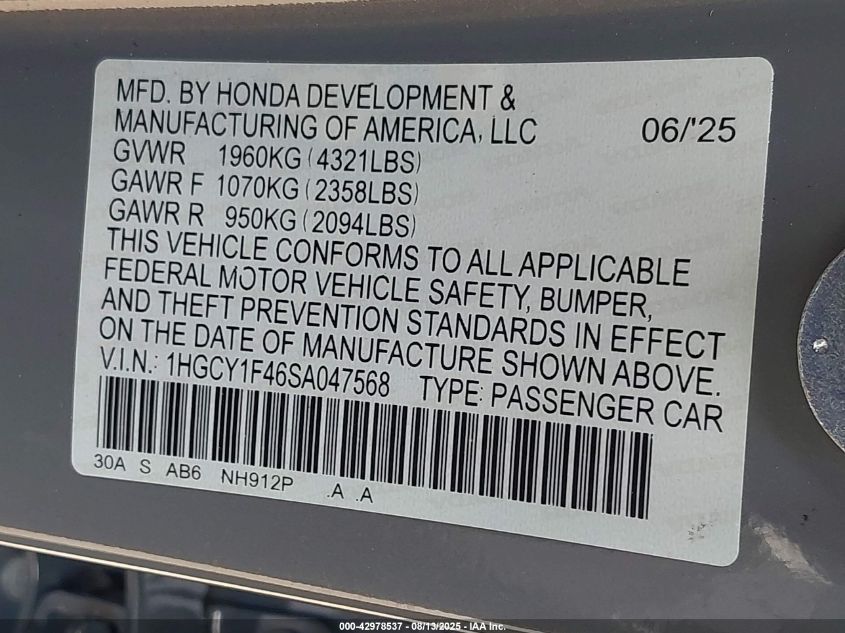 MFD. BY HONDA DEVELOPMENT &
MANUFACTURING OF AMERICA, LLC 06/'25
GVWR 1960KG (4321LBS)
GAWR F 1070KG (2358LBS)
GAWR R 950KG (2094LBS)
THIS VEHICLE CONFORMS TO ALL APPLICABLE
FEDERAL MOTOR VEHICLE SAFETY, BUMPER,
AND THEFT PREVENTION STANDARDS IN EFFECT
ON THE DATE OF MANUFACTURE SHOWN ABOVE.
V.I.N.: 1HGCY1F46SA047568 TYPE: PASSENGER CAR
30A S AB6 NH912P .A .A
000-42978537 - 08/13/2025 - IAA Inc.